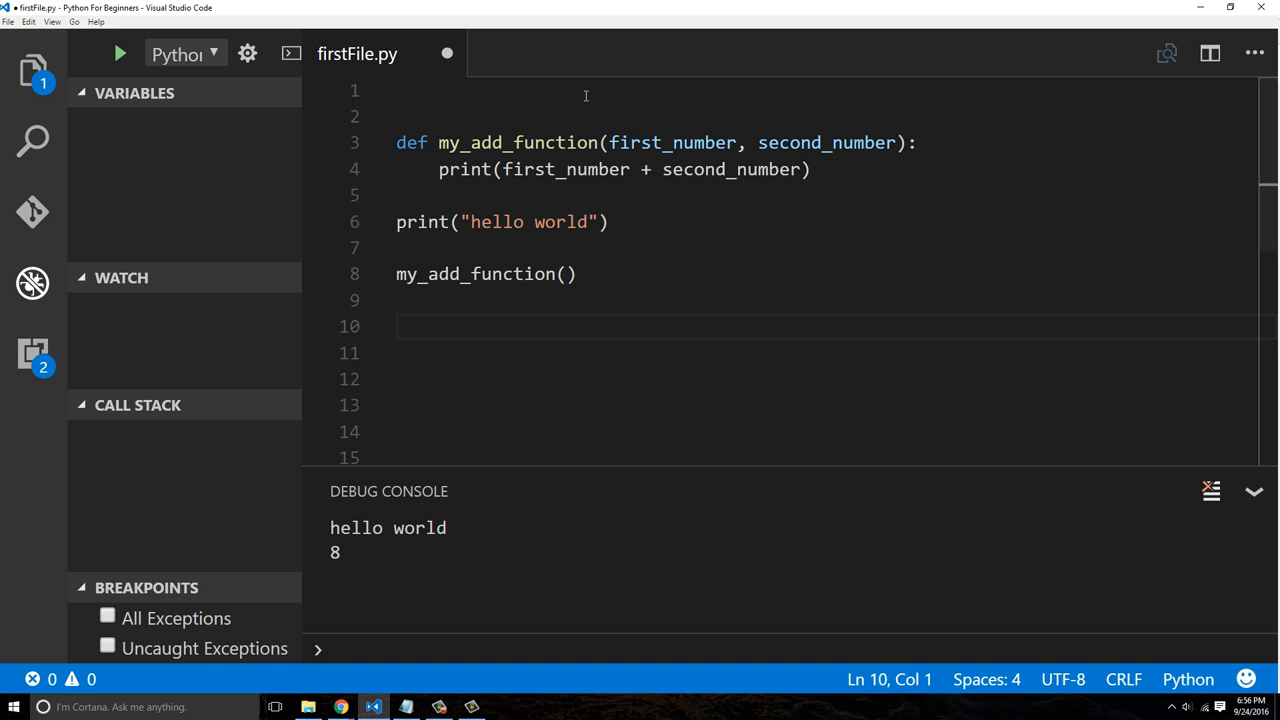 ● firstFile.py - Python For Beginners - Visual Studio Code
File Edit View Go Help
firstFile.py
VARIABLES
WATCH
CALL STACK
BREAKPOINTS
All Exceptions
Uncaught Exceptions
1
2
1
2
3 def my_add_function(first_number, second_number):
4 print(first_number + second_number)
5
6 print("hello world")
7
8 my_add_function()
9
10
11
12
13
14
15
DEBUG CONSOLE
hello world
8
0 0 Ln 10, Col 1 Spaces: 4 UTF-8 CRLF Python
I'm Cortana. Ask me anything.
6:56 PM
9/24/2016